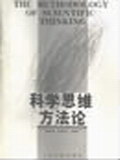 THE METHODOLOGY
OF SCIENTIFIC
THINKING
科学思维
方法论